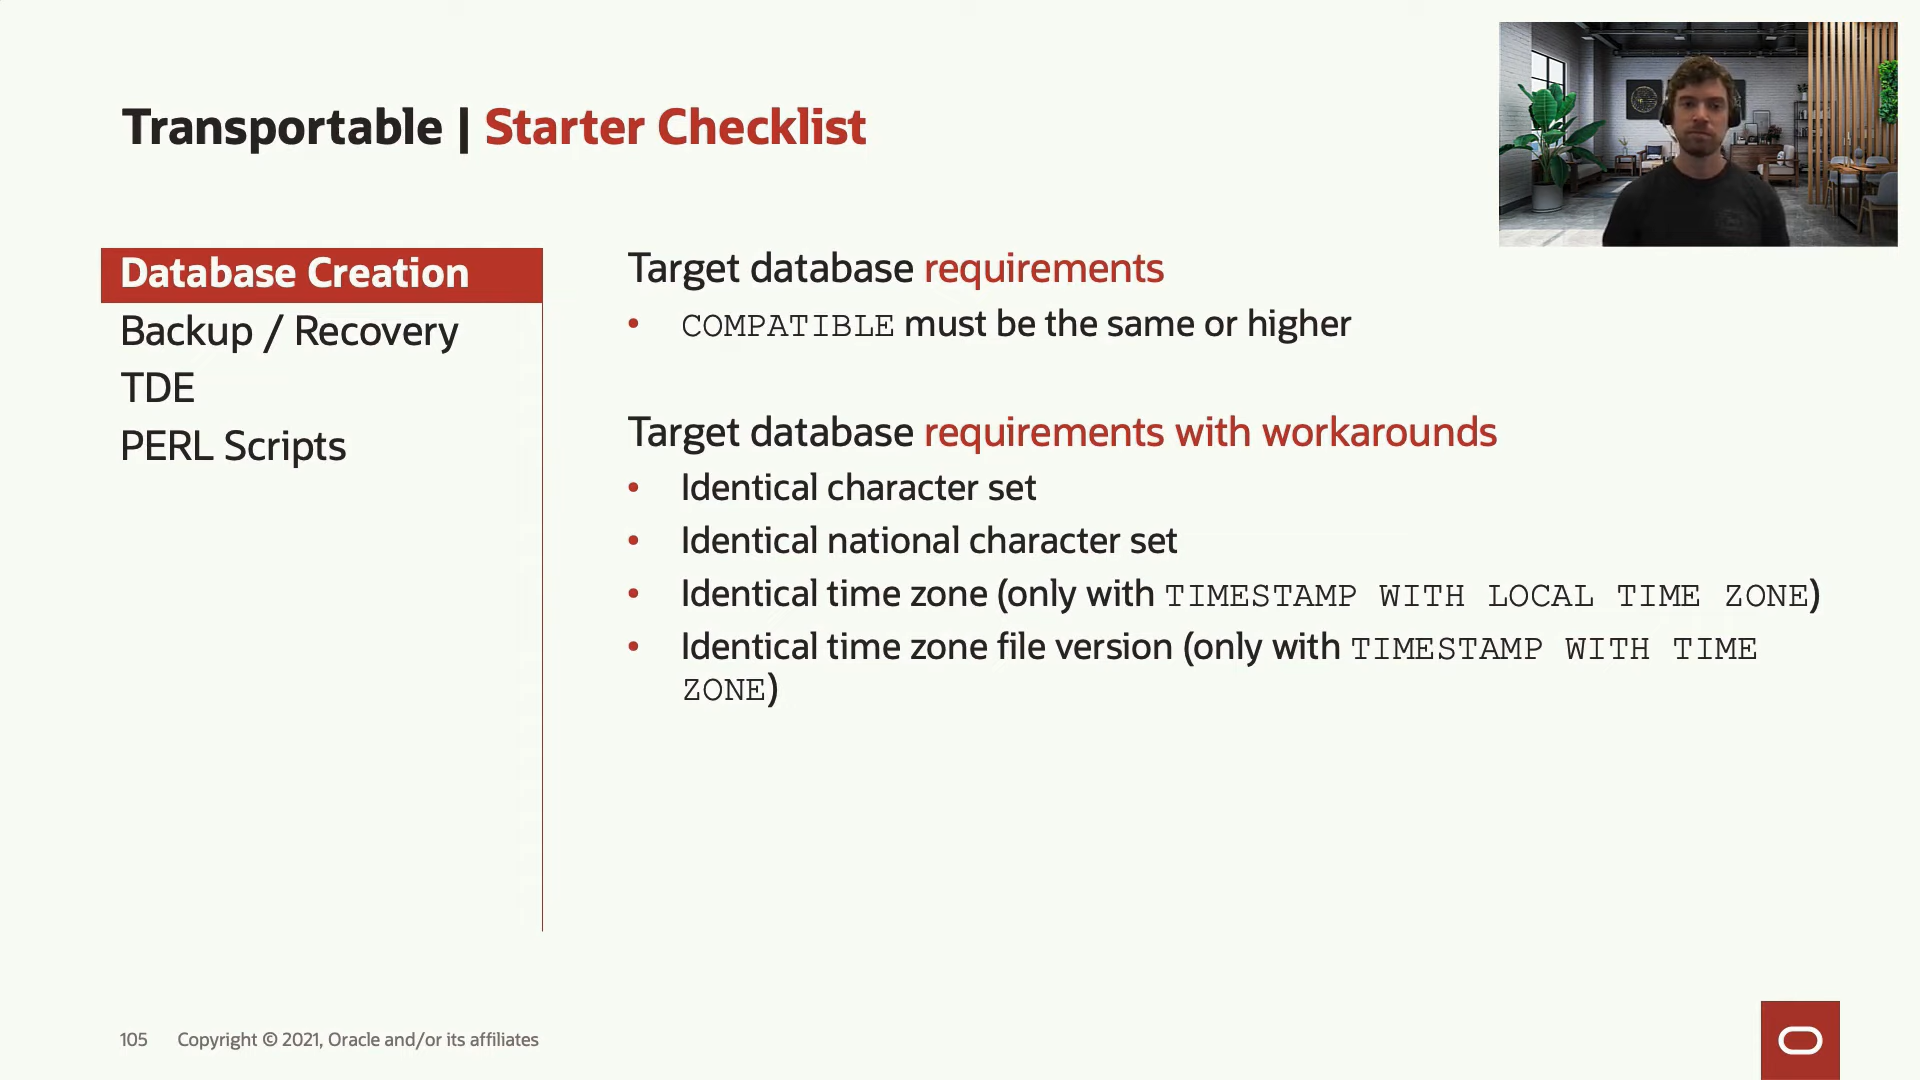 Transportable | Starter Checklist
Database Creation
Backup / Recovery
TDE
PERL Scripts
Target database requirements
• COMPATIBLE must be the same or higher
Target database requirements with workarounds
• Identical character set
• Identical national character set
• Identical time zone (only with TIMESTAMP WITH LOCAL TIME ZONE)
• Identical time zone file version (only with TIMESTAMP WITH TIME
ZONE)
105 Copyright © 2021, Oracle and/or its affiliates